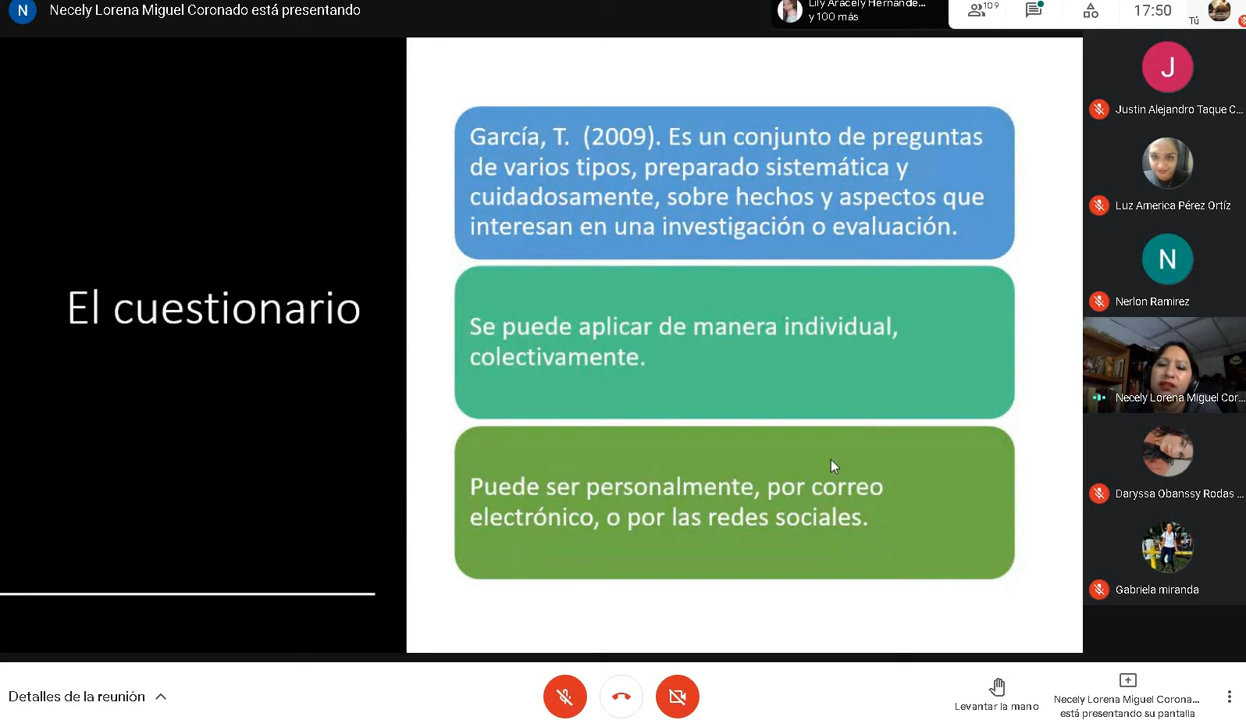 N
Necely Lorena Miguel Coronado está presentando
Lily Aracely Hernánde...
y 100 más
109
17:50
Tú
El cuestionario
García, T. (2009). Es un conjunto de preguntas
de varios tipos, preparado sistemática y
cuidadosamente, sobre hechos y aspectos que
interesan en una investigación o evaluación.
Se puede aplicar de manera individual,
colectivamente.
Puede ser personalmente, por correo
electrónico, o por las redes sociales.
J
Justin Alejandro Taque C...
Luz America Pérez Ortíz
N
Nerlon Ramirez
Necely Lorena Miguel Cor...
Daryssa Obanssy Rodas ...
Gabriela miranda
Detalles de la reunión
Levantar la mano
Necely Lorena Miguel Corona...
está presentando su pantalla